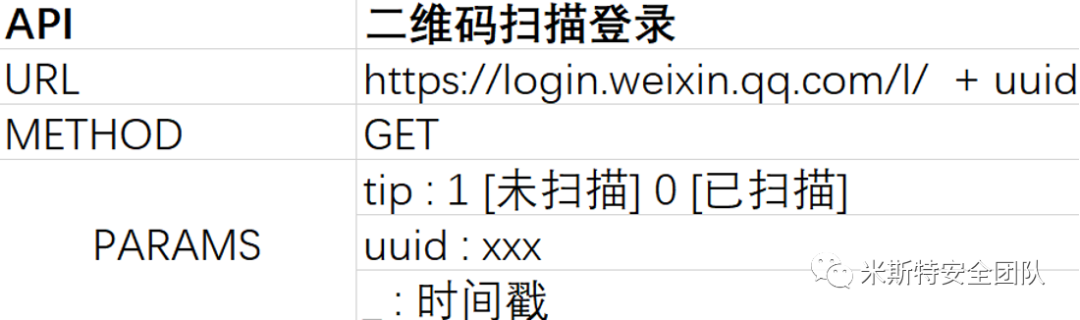 API 二维码扫描登录
URL https://login.weixin.qq.com/l/ + uuid
METHOD GET
tip : 1 [未扫描] 0 [已扫描]
PARAMS uuid : xxx
_ : 时间戳
米斯特安全团队